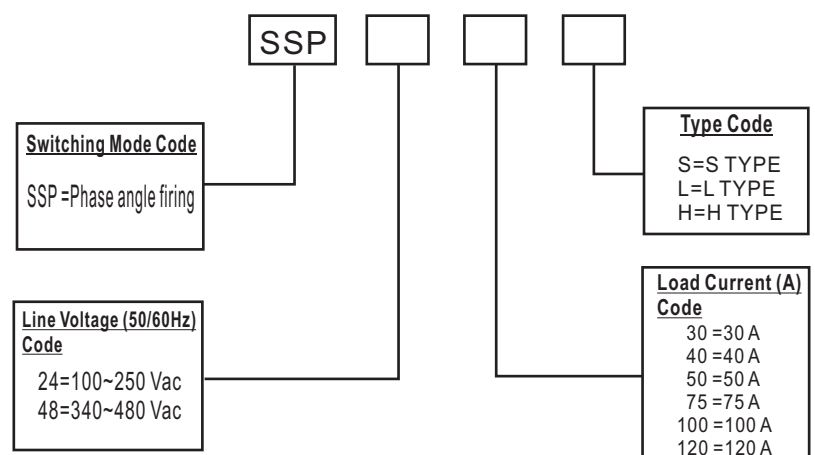 SSP
Switching Mode Code
SSP =Phase angle firing
Type Code
S=S TYPE
L=L TYPE
H=H TYPE
Line Voltage (50/60Hz)
Code
24=100~250 Vac
48=340~480 Vac
Load Current (A)
Code
30 =30 A
40 =40 A
50 =50 A
75 =75 A
100 =100 A
120 =120 A